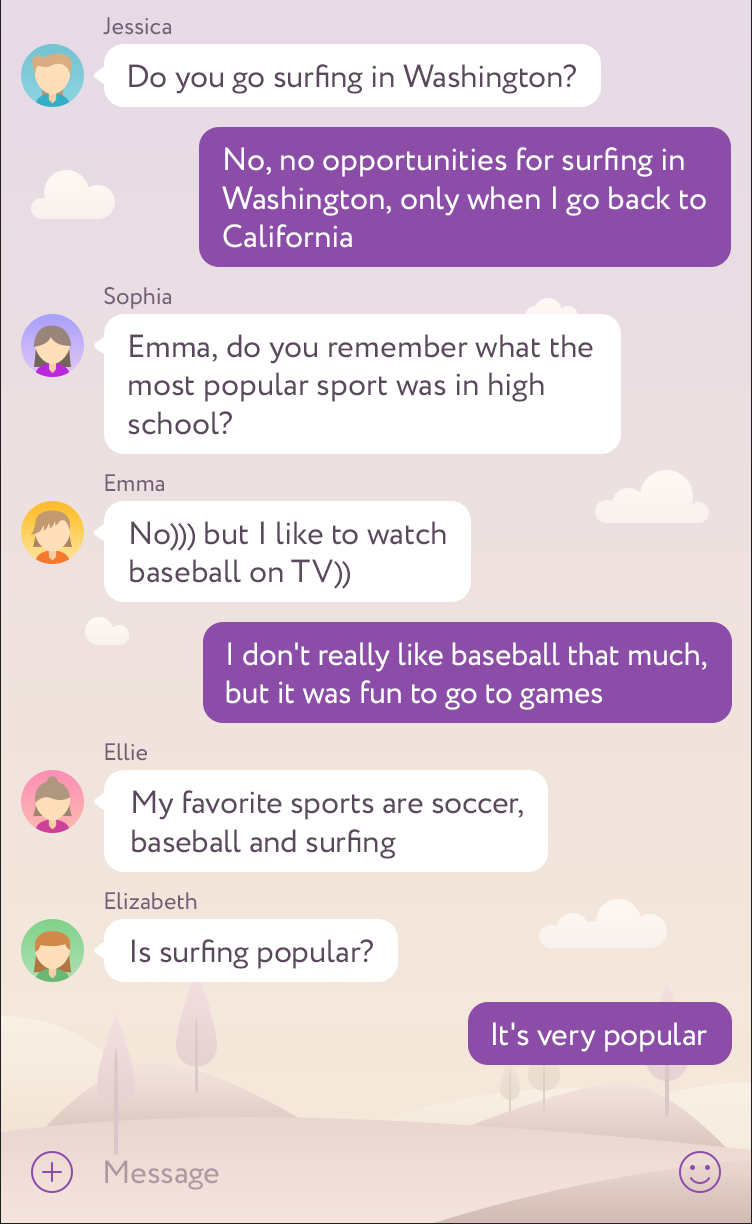 Jessica
Do you go surfing in Washington?
No, no opportunities for surfing in
Washington, only when I go back to
California
Sophia
Emma, do you remember what the
most popular sport was in high
school?
Emma
No))) but I like to watch
baseball on TV))
I don't really like baseball that much,
but it was fun to go to games
Ellie
My favorite sports are soccer,
baseball and surfing
Elizabeth
Is surfing popular?
It's very popular
Message